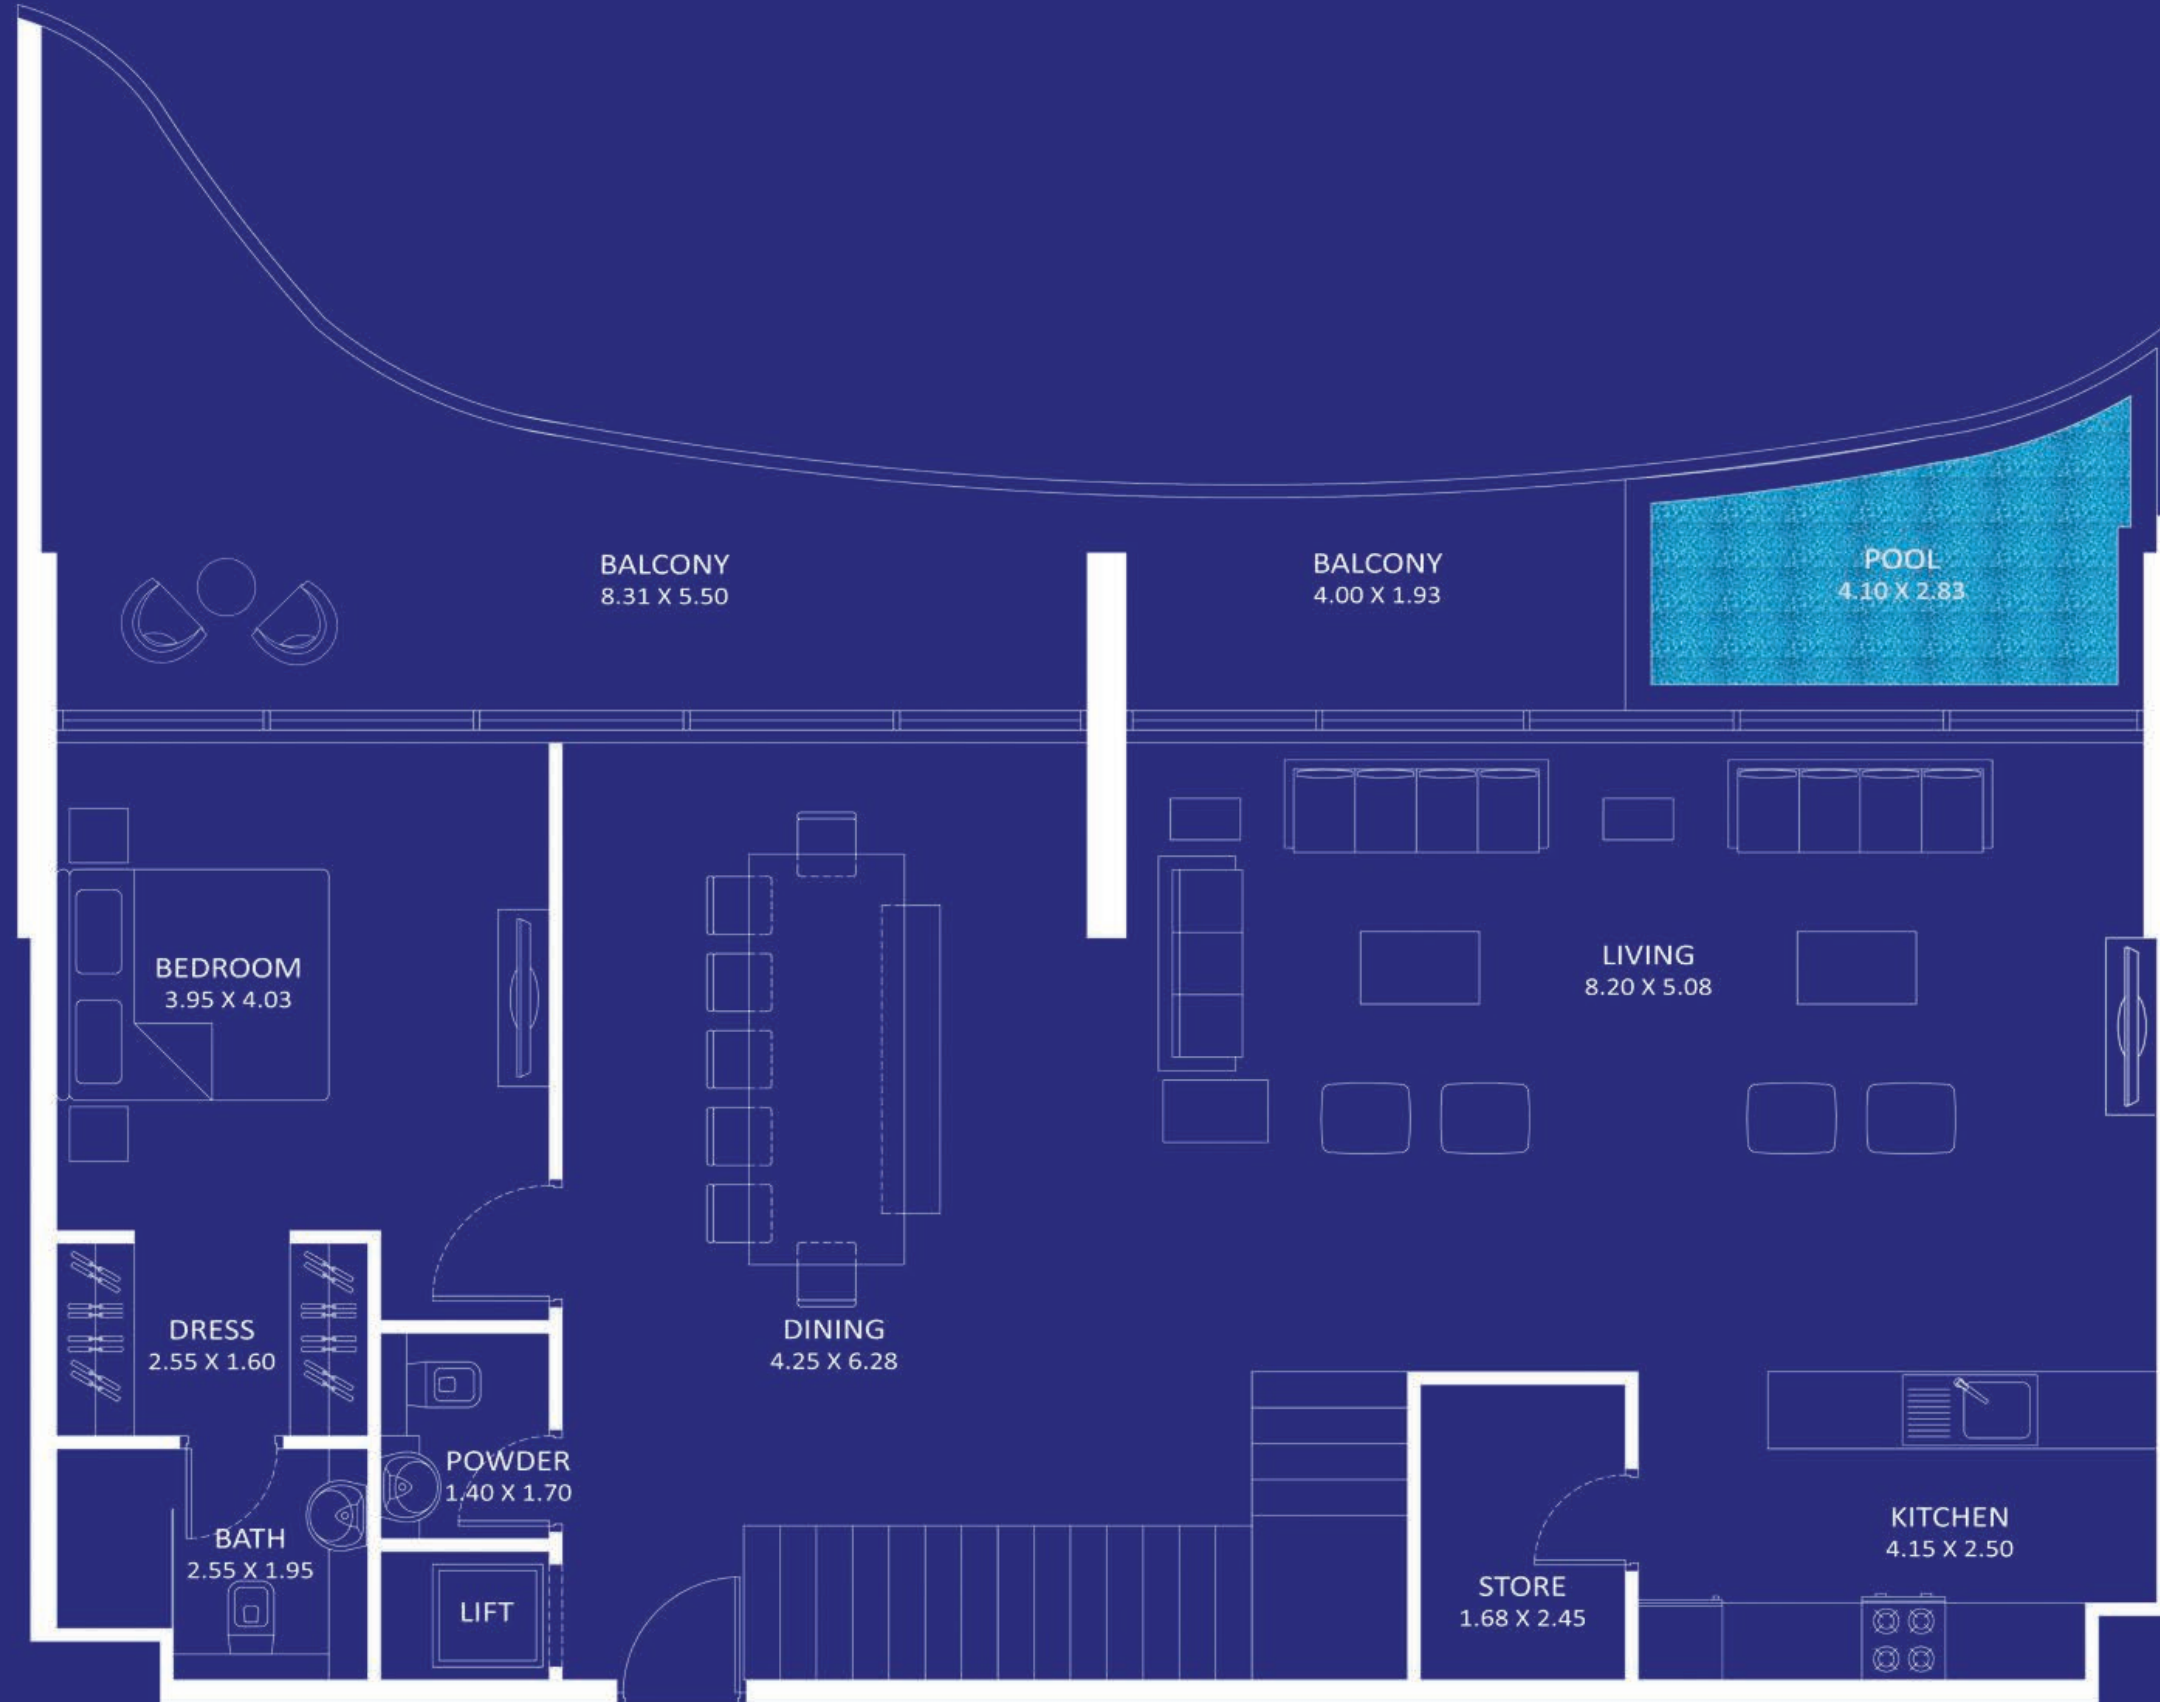 BALCONY
8.31 X 5.50
BALCONY
4.00 X 1.93
POOL
4.10 X 2.83
BEDROOM
3.95 X 4.03
LIVING
8.20 X 5.08
DRESS
2.55 X 1.60
DINING
4.25 X 6.28
POWDER
1.40 X 1.70
BATH
2.55 X 1.95
LIFT
STORE
1.68 X 2.45
KITCHEN
4.15 X 2.50